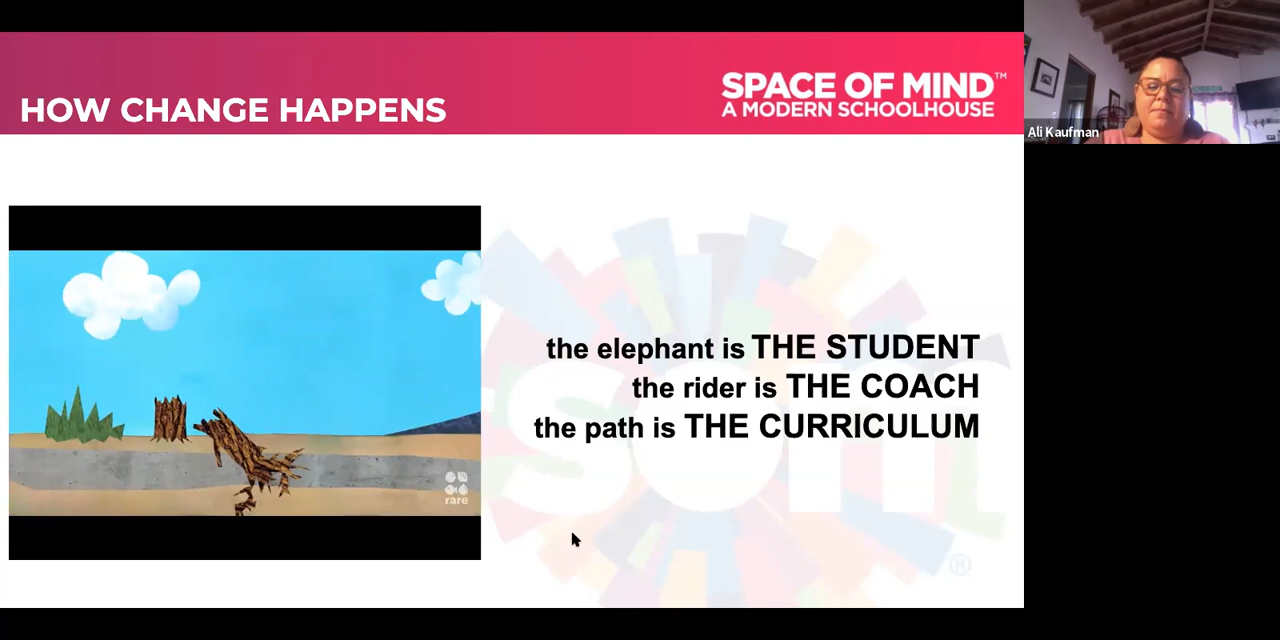 HOW CHANGE HAPPENS
SPACE OF MIND™
A MODERN SCHOOLHOUSE
Ali Kaufman
the elephant is THE STUDENT
the rider is THE COACH
the path is THE CURRICULUM
rare
som
®